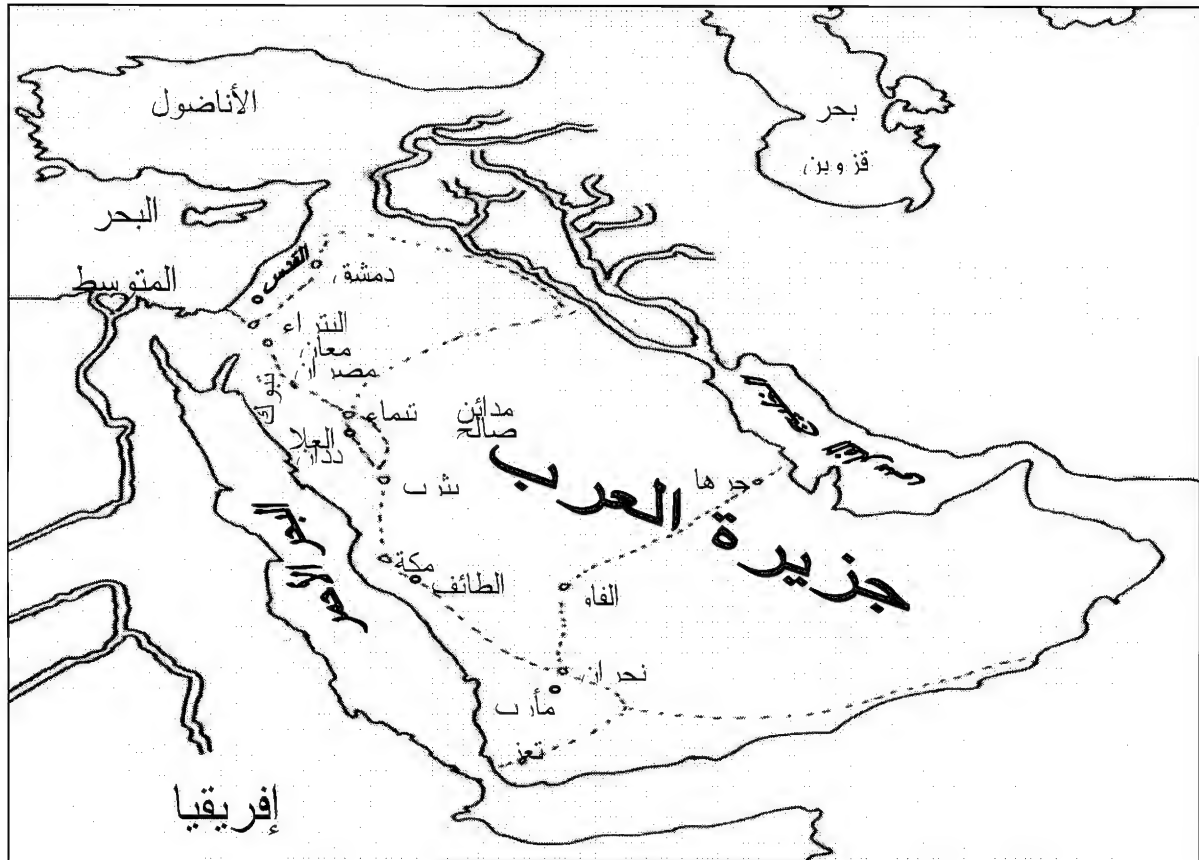 الأناضول
بحر
قزوين
البحر
المتوسط
القدس
دمشق
البتراء
معان
مصران
تبوك
تيماء
العلا
ددان
مدائن
صالح
يثرب
جزيرة العرب
جرها
البحر الأحمر
مكة
الطائف
الفاو
نجران
مأرب
تعز
إفريقيا